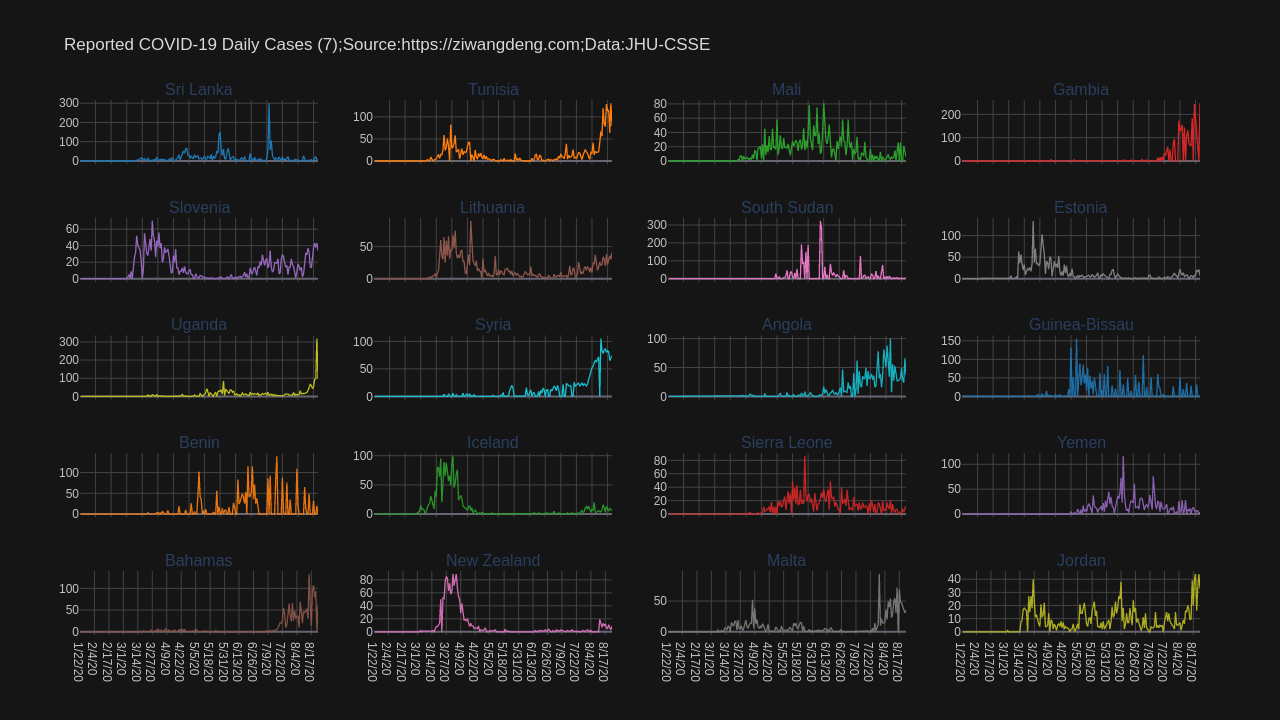 Reported COVID-19 Daily Cases (7);Source:https://ziwangdeng.com;Data:JHU-CSSE
Sri Lanka Tunisia Mali Gambia
300 200 100 0
100 50 0
80 60 40 20 0
200 100 0
Slovenia Lithuania South Sudan Estonia
60 40 20 0
50 0
300 200 100 0
100 50 0
Uganda Syria Angola Guinea-Bissau
300 200 100 0
100 50 0
100 50 0
150 100 50 0
Benin Iceland Sierra Leone Yemen
100 50 0
100 50 0
80 60 40 20 0
100 50 0
Bahamas New Zealand Malta Jordan
100 50 0
80 60 40 20 0
50 0
40 30 20 10 0
1/22/20 2/4/20 2/17/20 3/1/20 3/14/20 3/27/20 4/9/20 4/22/20 5/5/20 5/18/20 5/31/20 6/13/20 6/26/20 7/9/20 7/22/20 8/4/20 8/17/20
1/22/20 2/4/20 2/17/20 3/1/20 3/14/20 3/27/20 4/9/20 4/22/20 5/5/20 5/18/20 5/31/20 6/13/20 6/26/20 7/9/20 7/22/20 8/4/20 8/17/20
1/22/20 2/4/20 2/17/20 3/1/20 3/14/20 3/27/20 4/9/20 4/22/20 5/5/20 5/18/20 5/31/20 6/13/20 6/26/20 7/9/20 7/22/20 8/4/20 8/17/20
1/22/20 2/4/20 2/17/20 3/1/20 3/14/20 3/27/20 4/9/20 4/22/20 5/5/20 5/18/20 5/31/20 6/13/20 6/26/20 7/9/20 7/22/20 8/4/20 8/17/20